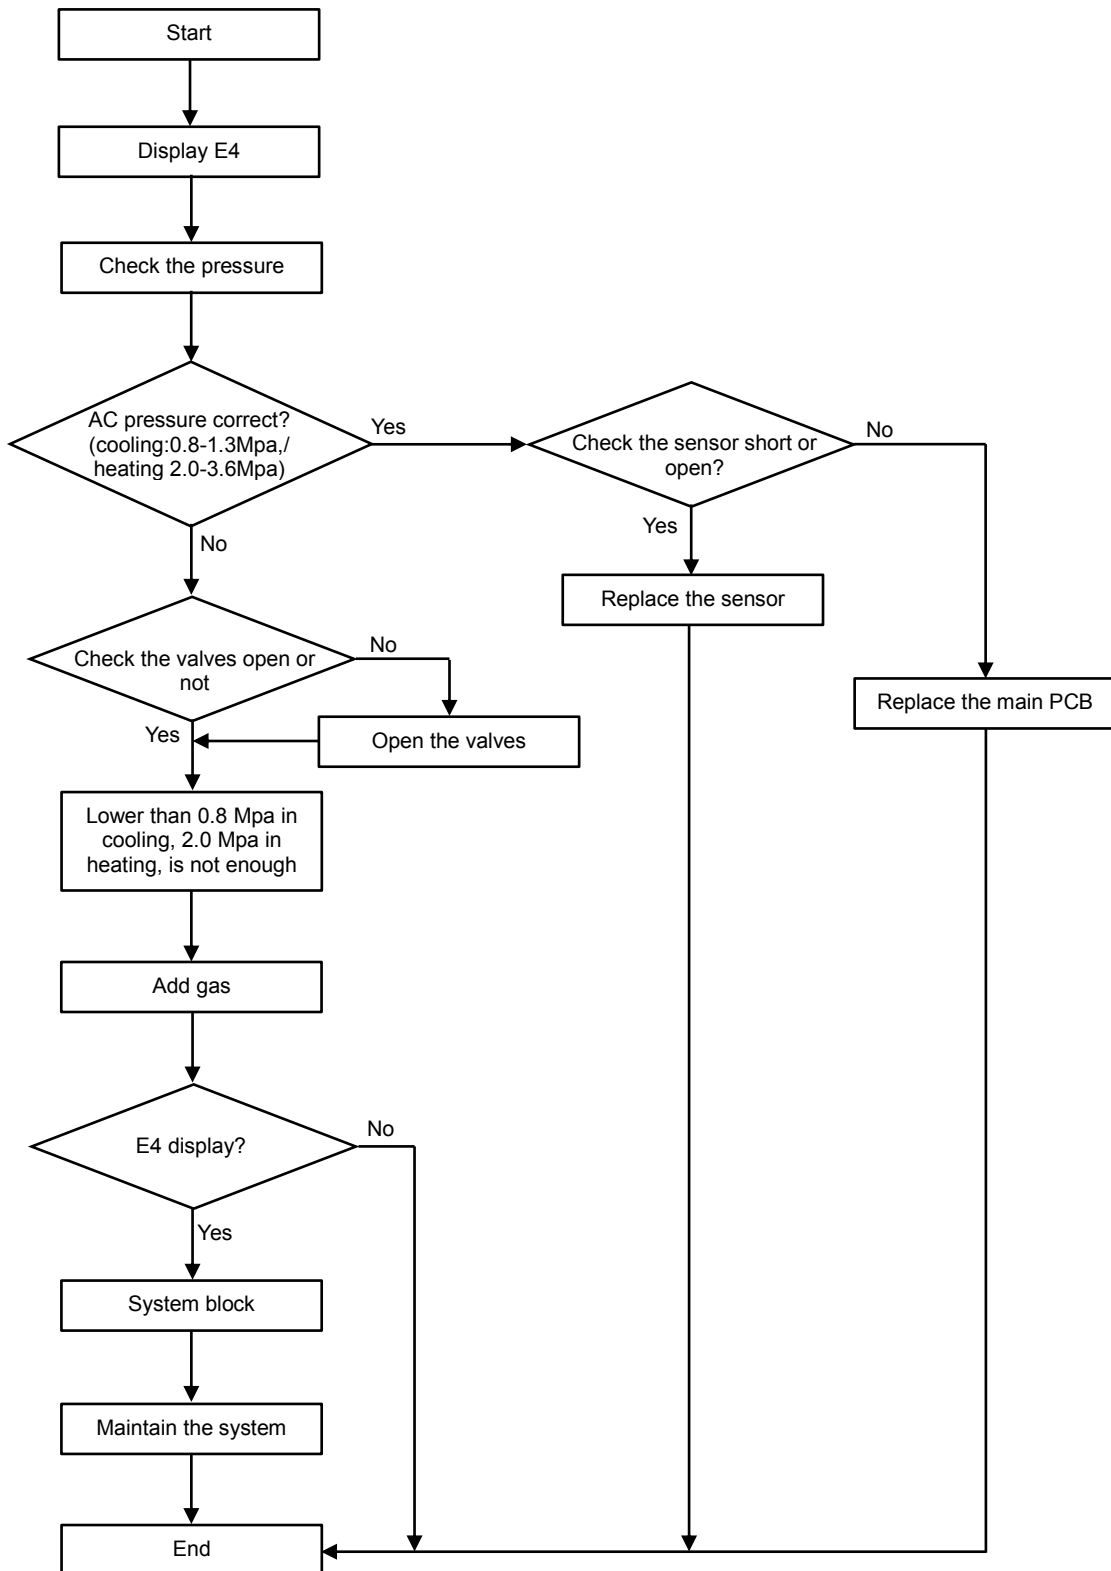 Start
Display E4
Check the pressure
AC pressure correct?
(cooling:0.8-1.3Mpa,/
heating 2.0-3.6Mpa)
Yes
Check the sensor short or
open?
No
No
Yes
Replace the sensor
Check the valves open or
not
No
Replace the main PCB
Yes
Open the valves
Lower than 0.8 Mpa in
cooling, 2.0 Mpa in
heating, is not enough
Add gas
E4 display?
No
Yes
System block
Maintain the system
End